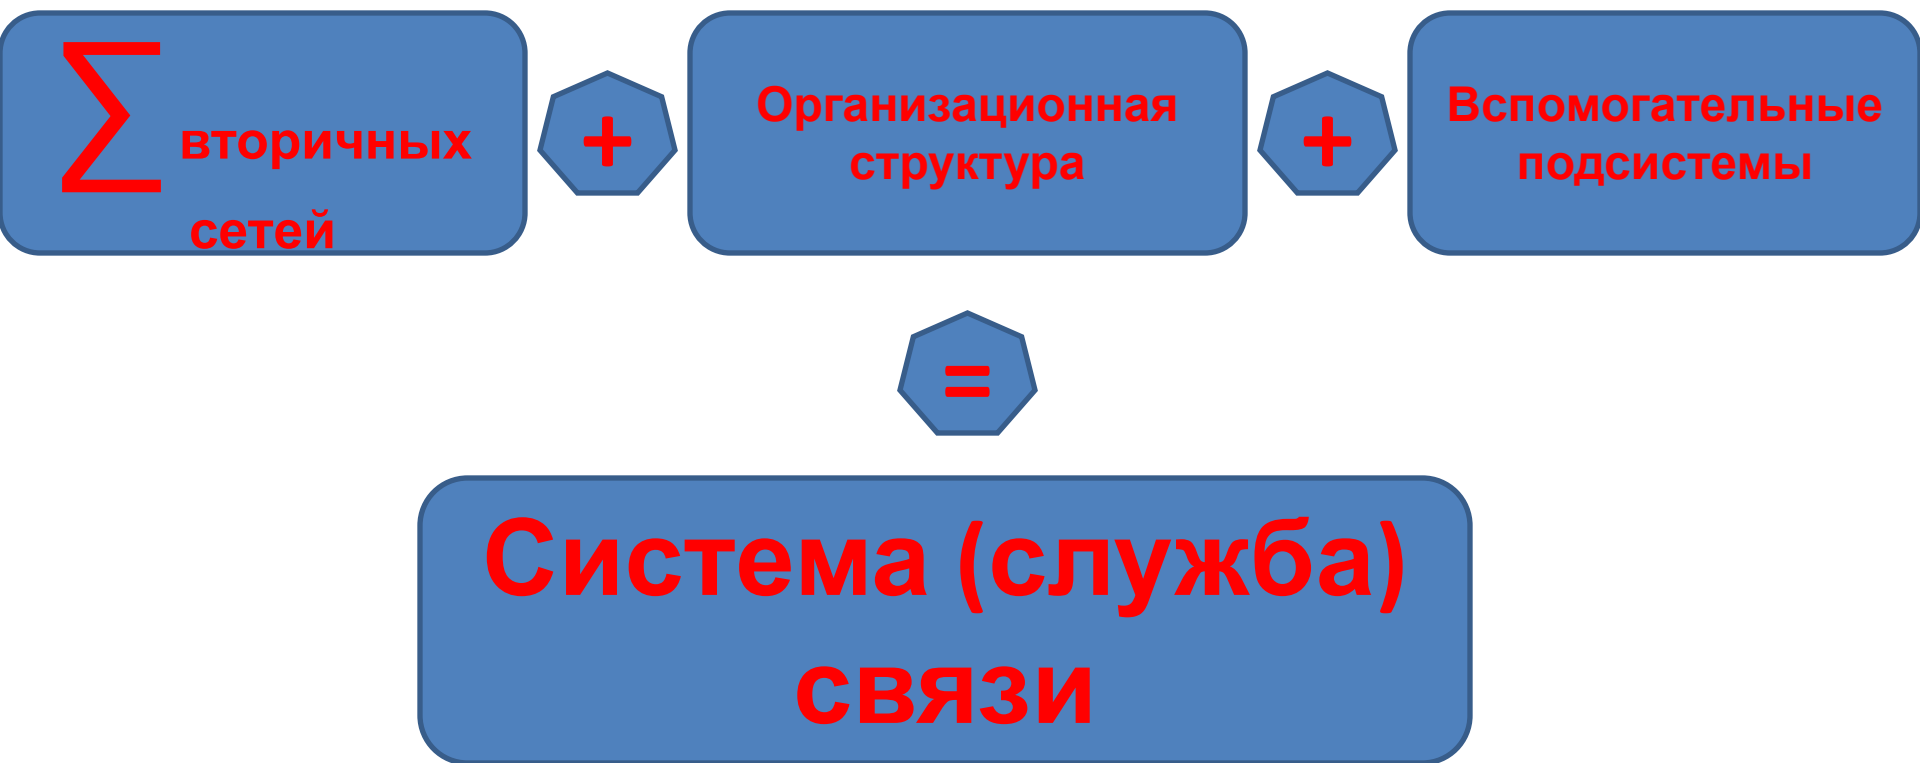 ∑ вторичных
сетей
+
Организационная
структура
+
Вспомогательные
подсистемы
=
Система (служба)
связи